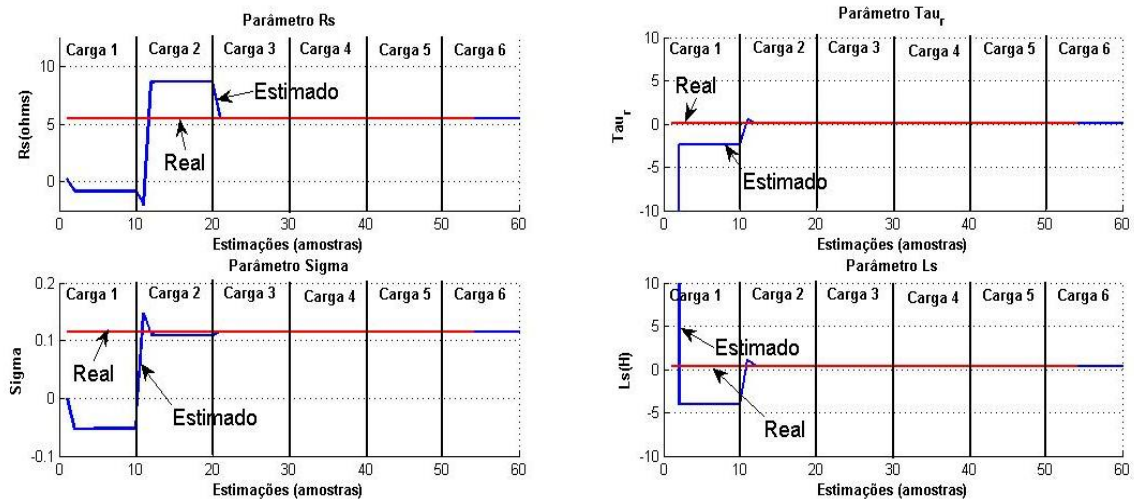 Parâmetro Rs
Carga 1 Carga 2 Carga 3 Carga 4 Carga 5 Carga 6
10
5
0
Rs(ohms)
Estimado
Real
0 10 20 30 40 50 60
Estimações (amostras)
Parâmetro Tau r
Carga 1 Carga 2 Carga 3 Carga 4 Carga 5 Carga 6
10
5
0
-5
-10
Tau r
Real
Estimado
0 10 20 30 40 50 60
Estimações (amostras)
Parâmetro Sigma
Carga 1 Carga 2 Carga 3 Carga 4 Carga 5 Carga 6
0.2
0.1
0
-0.1
Sigma
Real
Estimado
0 10 20 30 40 50 60
Estimações (amostras)
Parâmetro Ls
Carga 1 Carga 2 Carga 3 Carga 4 Carga 5 Carga 6
10
5
0
-5
-10
Ls(H)
Estimado
Real
0 10 20 30 40 50 60
Estimações (amostras)